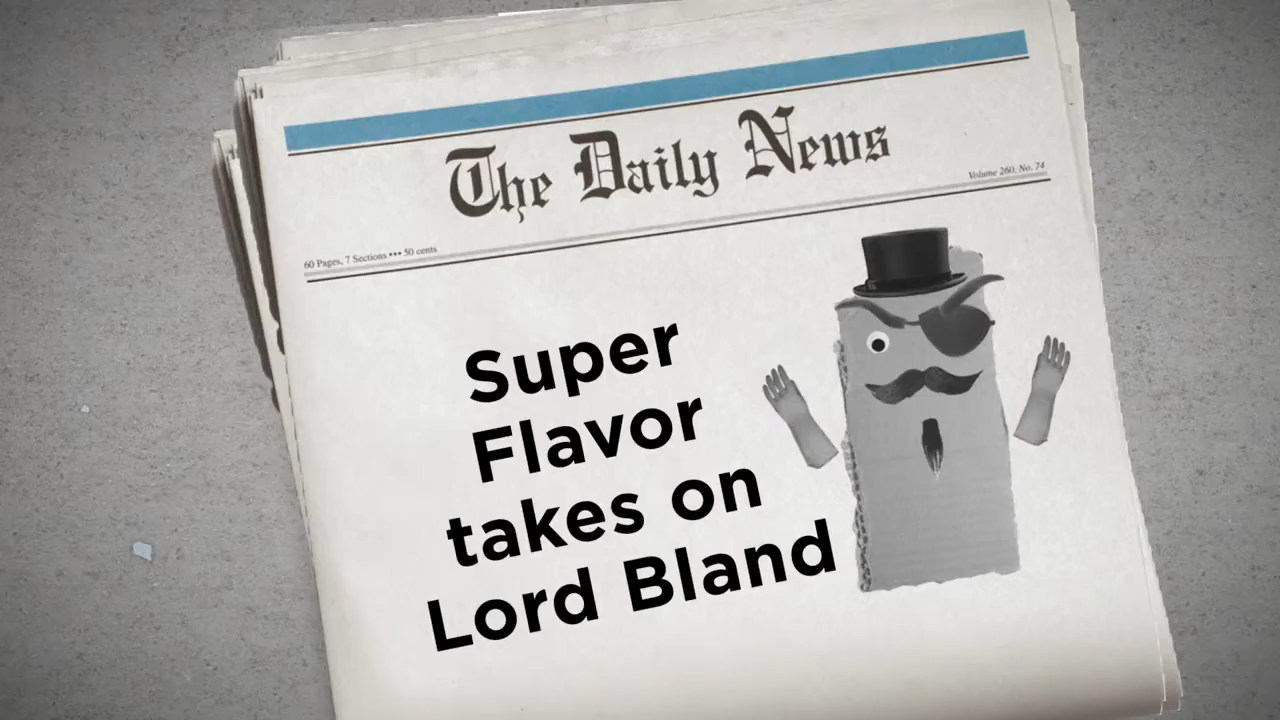 The Daily News
Volume 260, No. 74
60 Pages, 7 Sections ••• 50 cents
Super
Flavor
takes on
Lord Bland